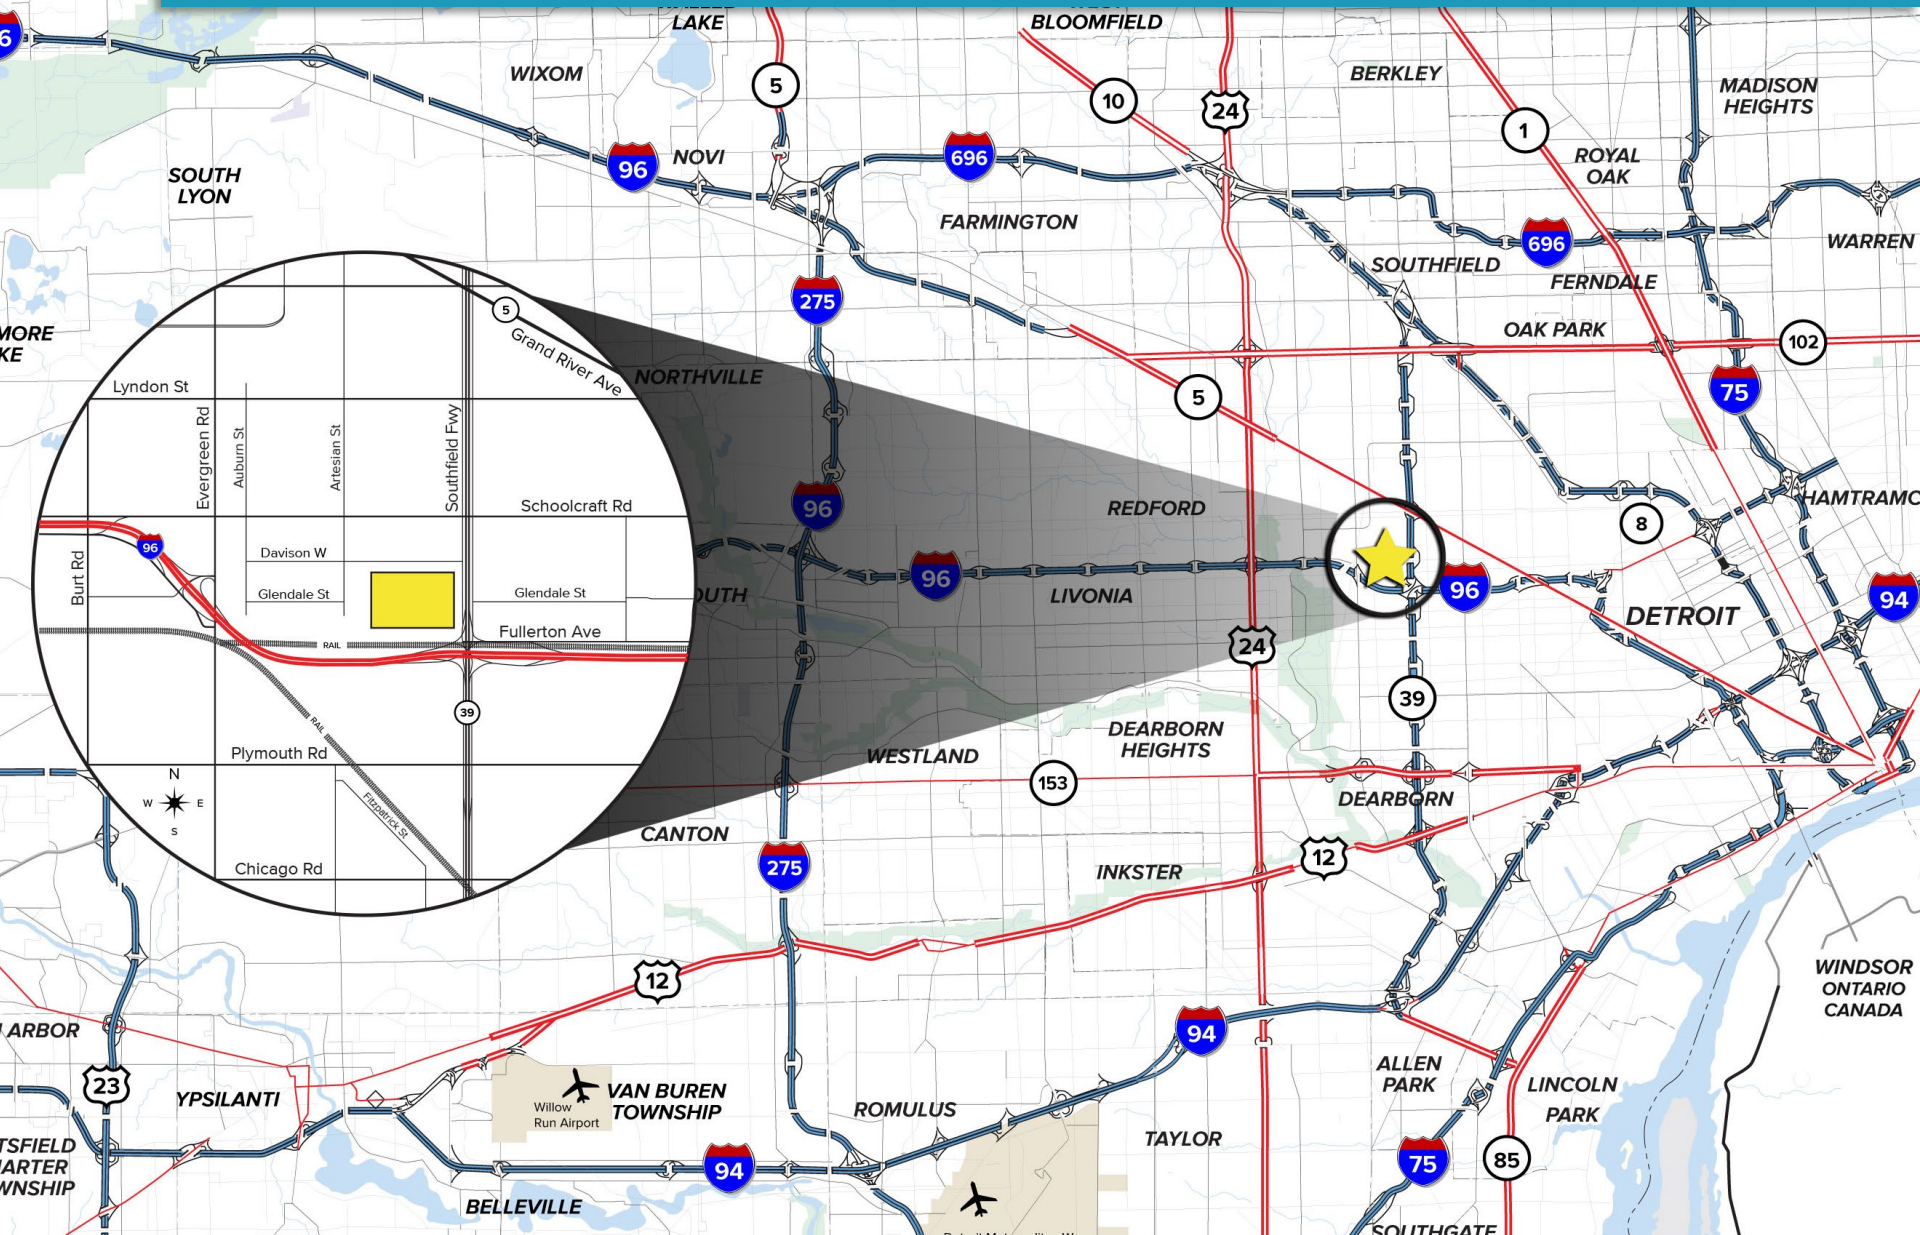 LAKE
BLOOMFIELD
WIXOM
5
10
24
BERKLEY
MADISON
HEIGHTS
1
96
NOVI
696
ROYAL
OAK
SOUTH
LYON
FARMINGTON
696
WARREN
SOUTHFIELD
FERNDALE
275
OAK PARK
102
NORTHVILLE
5
75
96
REDFORD
8
HAMTRAMC
96
OUTH
LIVONIA
96
DETROIT
94
24
39
DEARBORN
HEIGHTS
WESTLAND
153
DEARBORN
CANTON
275
INKSTER
12
12
WINDSOR
ONTARIO
CANADA
ARBOR
94
23
YPSILANTI
Willow
Run Airport
VAN BUREN
TOWNSHIP
ROMULUS
ALLEN
PARK
LINCOLN
PARK
TAYLOR
TSFIELD
ARTER
WNSHIP
94
75
85
BELLEVILLE
SOUTHGATE
6
MORE
KE
5
Grand River Ave
Lyndon St
Evergreen Rd
Auburn St
Artesian St
Southfield Fwy
Schoolcraft Rd
96
Burt Rd
Davison W
Glendale St
Glendale St
Fullerton Ave
RAIL
RAIL
39
Plymouth Rd
N
W E
S
Fitzpatrick St
Chicago Rd